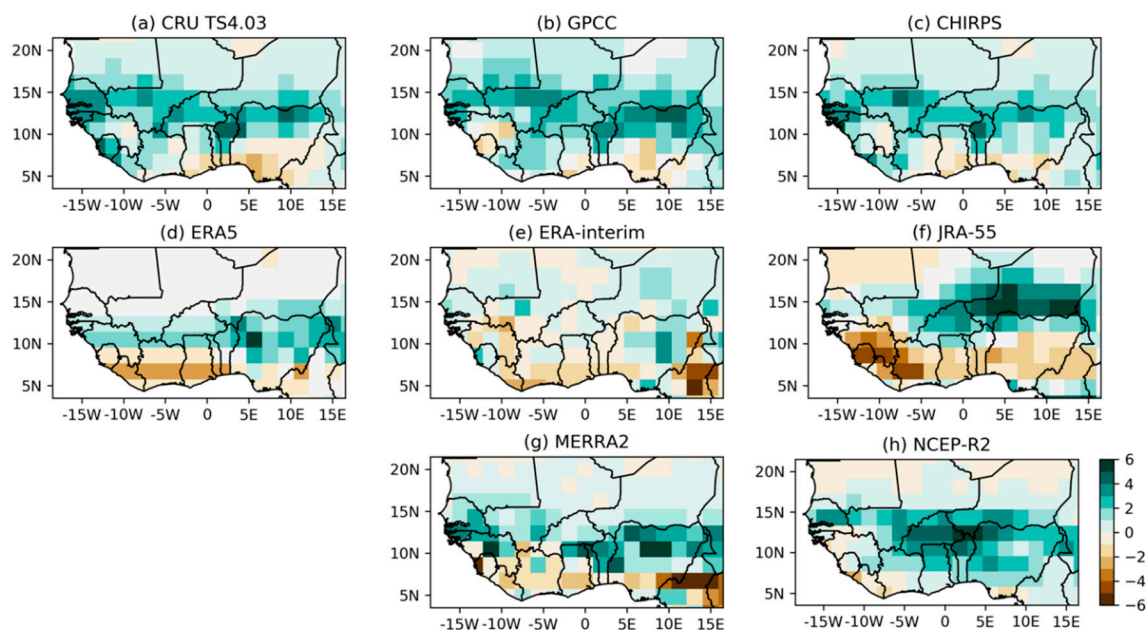 (a) CRU TS4.03
(b) GPCC
(c) CHIRPS
20N
15N
10N
5N
-15W -10W -5W 0 5E 10E 15E
20N
15N
10N
5N
-15W -10W -5W 0 5E 10E 15E
20N
15N
10N
5N
-15W -10W -5W 0 5E 10E 15E
(d) ERA5
(e) ERA-interim
(f) JRA-55
20N
15N
10N
5N
-15W -10W -5W 0 5E 10E 15E
20N
15N
10N
5N
-15W -10W -5W 0 5E 10E 15E
20N
15N
10N
5N
-15W -10W -5W 0 5E 10E 15E
(g) MERRA2
(h) NCEP-R2
20N
15N
10N
5N
-15W -10W -5W 0 5E 10E 15E
20N
15N
10N
5N
-15W -10W -5W 0 5E 10E 15E
6
4
2
0
−2
−4
−6